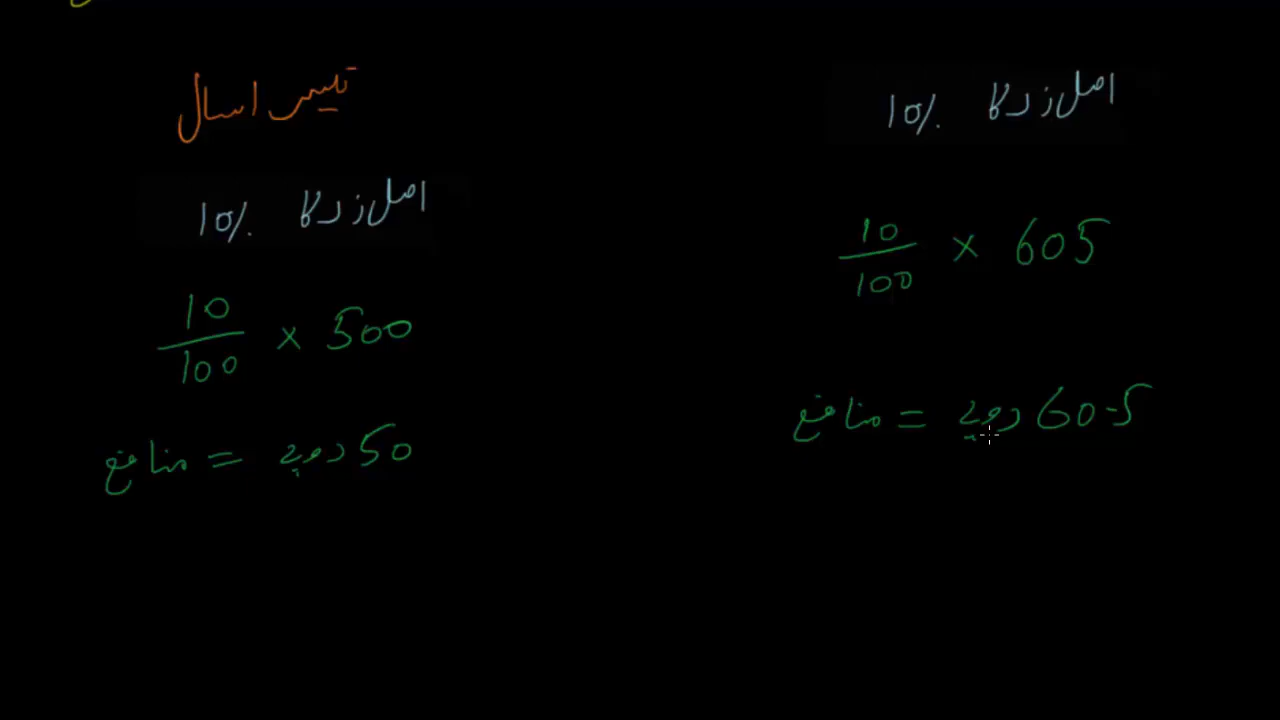 تیسرا سال
اصل زر کا 10%
10/100 × 500
منافع = 50 روپے
اصل زر کا 10%
10/100 × 605
منافع = 60.5 روپے